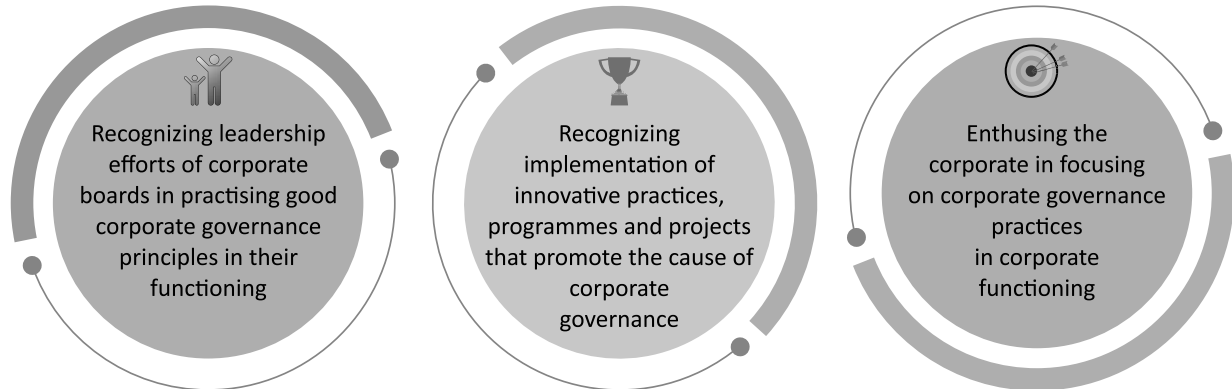 Recognizing leadership
efforts of corporate
boards in practising good
corporate governance
principles in their
functioning
Recognizing
implementation of
innovative practices,
programmes and projects
that promote the cause of
corporate
governance
Enthusing the
corporate in focusing
on corporate governance
practices
in corporate
functioning